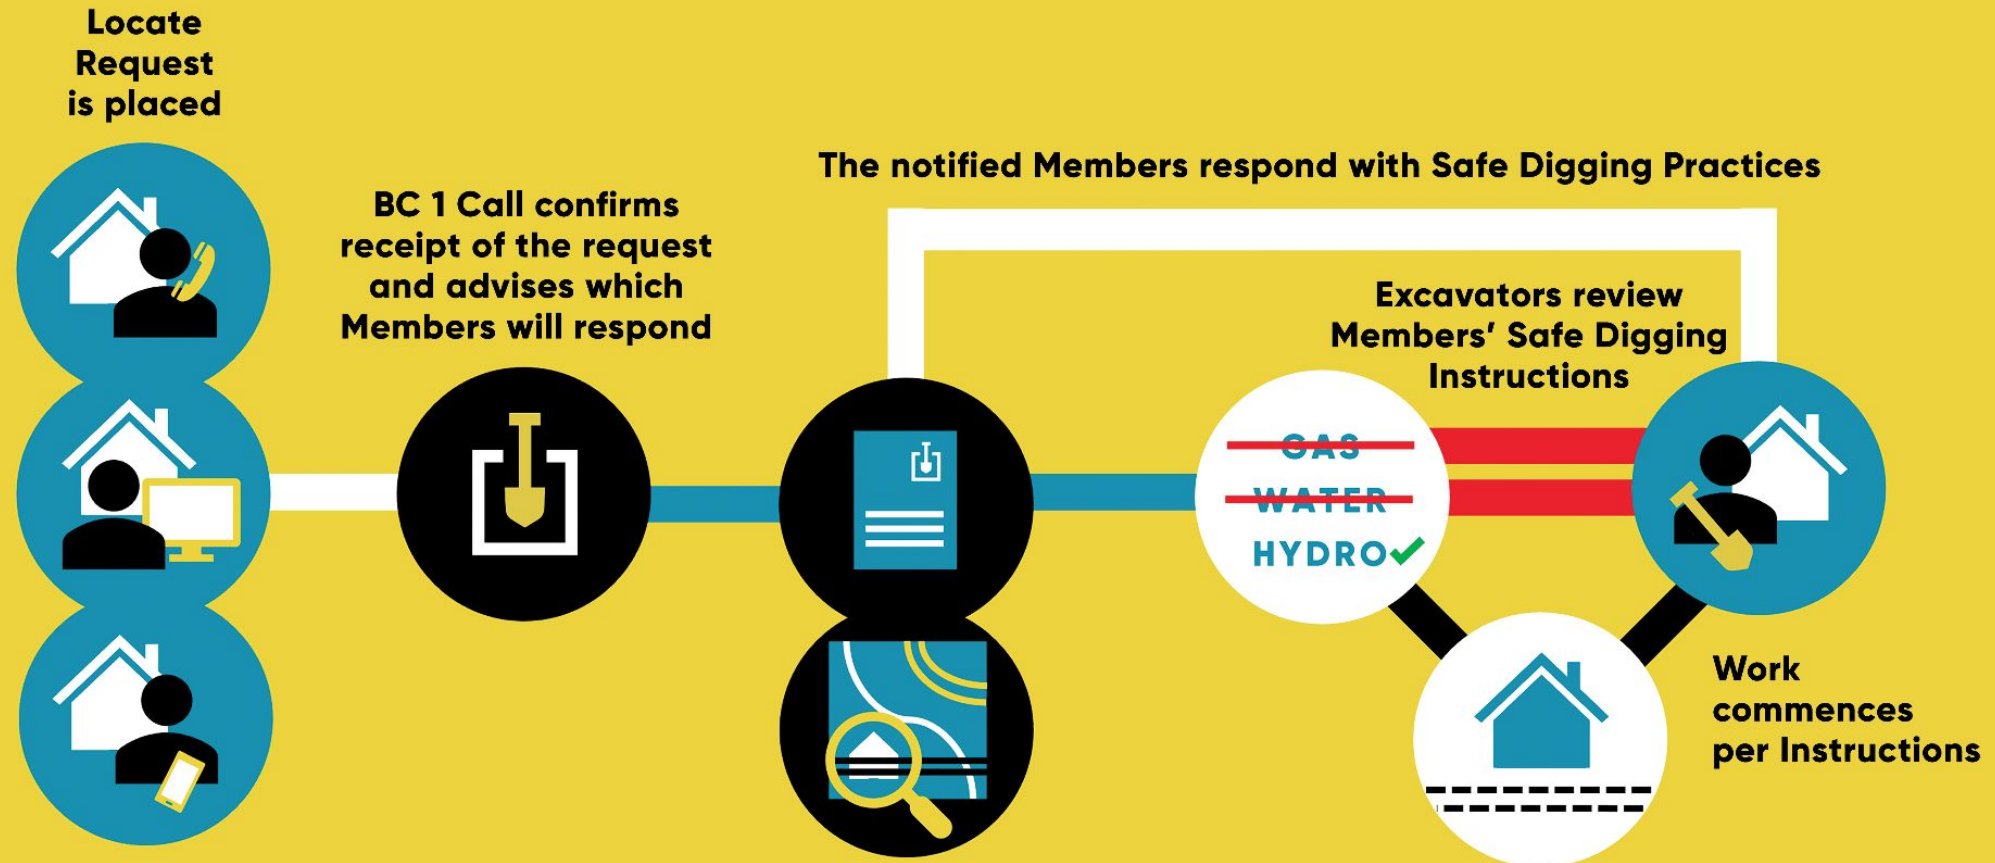 Locate
Request
is placed
BC 1 Call confirms
receipt of the request
and advises which
Members will respond
The notified Members respond with Safe Digging Practices
Excavators review
Members' Safe Digging
Instructions
GAS
WATER
HYDRO
Work
commences
per Instructions